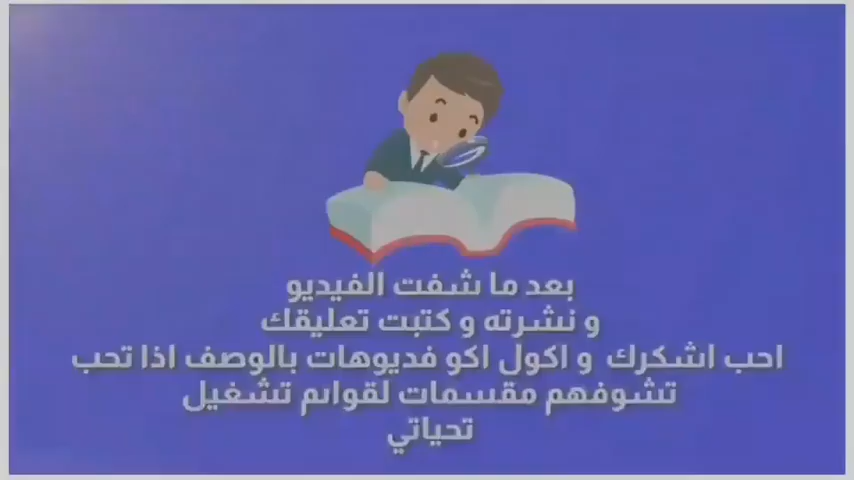 بعد ما شفت الفيديو
و نشرته و كتبت تعليقك
احب اشكرك و اكول اكو فديوهات بالوصف اذا تحب
تشوفهم مقسمات لقوائم تشغيل
تحياتي